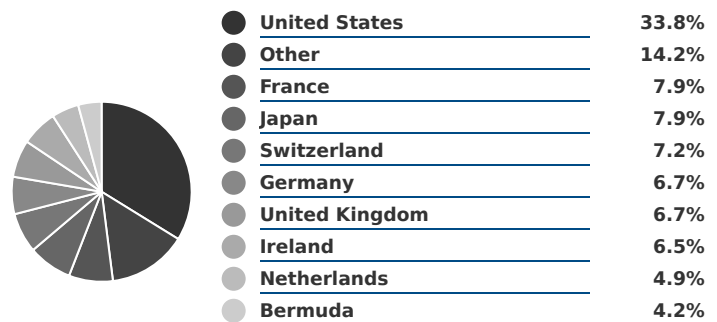 United States 33.8%
Other 14.2%
France 7.9%
Japan 7.9%
Switzerland 7.2%
Germany 6.7%
United Kingdom 6.7%
Ireland 6.5%
Netherlands 4.9%
Bermuda 4.2%